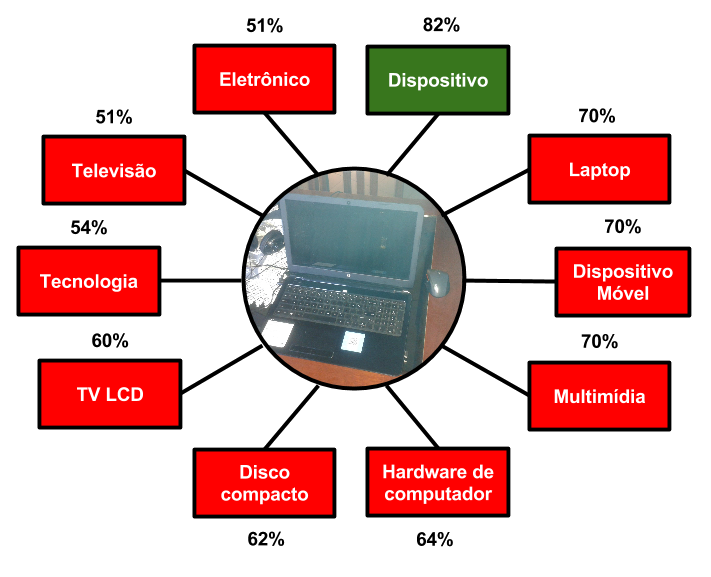 51%
Eletrônico
82%
Dispositivo
70%
Laptop
70%
Dispositivo
Móvel
70%
Multimídia
Hardware de
computador
64%
Disco
compacto
62%
60%
TV LCD
54%
Tecnologia
51%
Televisão